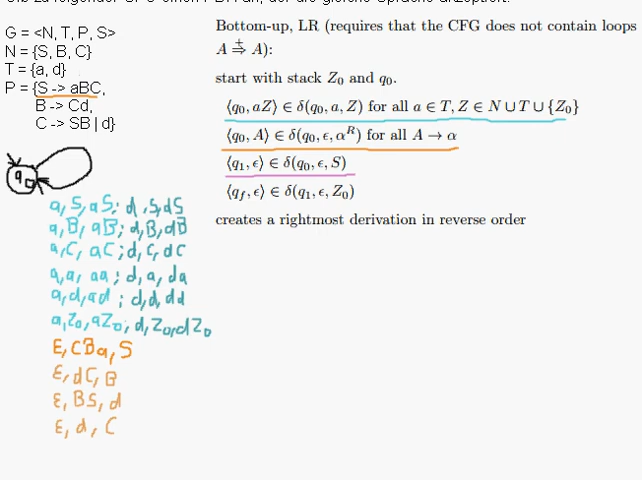 G = <N, T, P, S>
N = {S, B, C}
T = {a, d}
P = {S -> aBC,
B -> Cd,
C -> SB | d}
Bottom-up, LR (requires that the CFG does not contain loops
A ⇒⁺ A):
start with stack Z₀ and q₀.
⟨q₀, aZ⟩ ∈ δ(q₀, a, Z) for all a ∈ T, Z ∈ N ∪ T ∪ {Z₀}
⟨q₀, A⟩ ∈ δ(q₀, ϵ, αᴿ) for all A → α
⟨q₁, ϵ⟩ ∈ δ(q₀, ϵ, S)
⟨q_f, ϵ⟩ ∈ δ(q₁, ϵ, Z₀)
creates a rightmost derivation in reverse order
q₀
a, S, aS; d, S, dS
a, B, aB; d, B, dB
a, C, aC; d, C, dC
a, a, aa; d, a, da
a, d, ad; d, d, dd
a, Z₀, aZ₀; d, Z₀, dZ₀
ε, CBa, S
ε, dC, B
ε, BS, d
ε, d, C